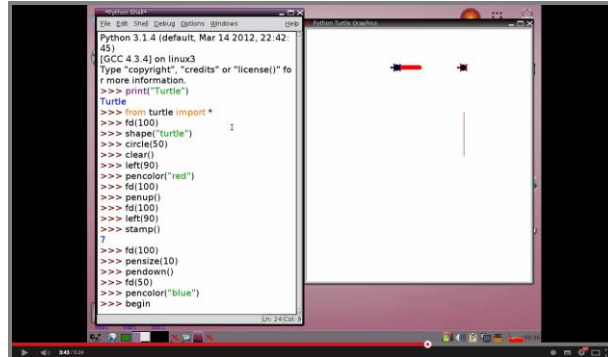 *Python Shell*
File Edit Shell Debug Options Windows Help
Python 3.1.4 (default, Mar 14 2012, 22:42:
45)
[GCC 4.3.4] on linux3
Type "copyright", "credits" or "license()" fo
r more information.
>>> print("Turtle")
Turtle
>>> from turtle import *
>>> fd(100)
>>> shape("turtle")
>>> circle(50)
>>> clear()
>>> left(90)
>>> pencolor("red")
>>> fd(100)
>>> penup()
>>> fd(100)
>>> left(90)
>>> stamp()
7
>>> fd(100)
>>> pensize(10)
>>> pendown()
>>> fd(50)
>>> pencolor("blue")
>>> begin
Ln: 24 Col: 9
Python Turtle Graphics